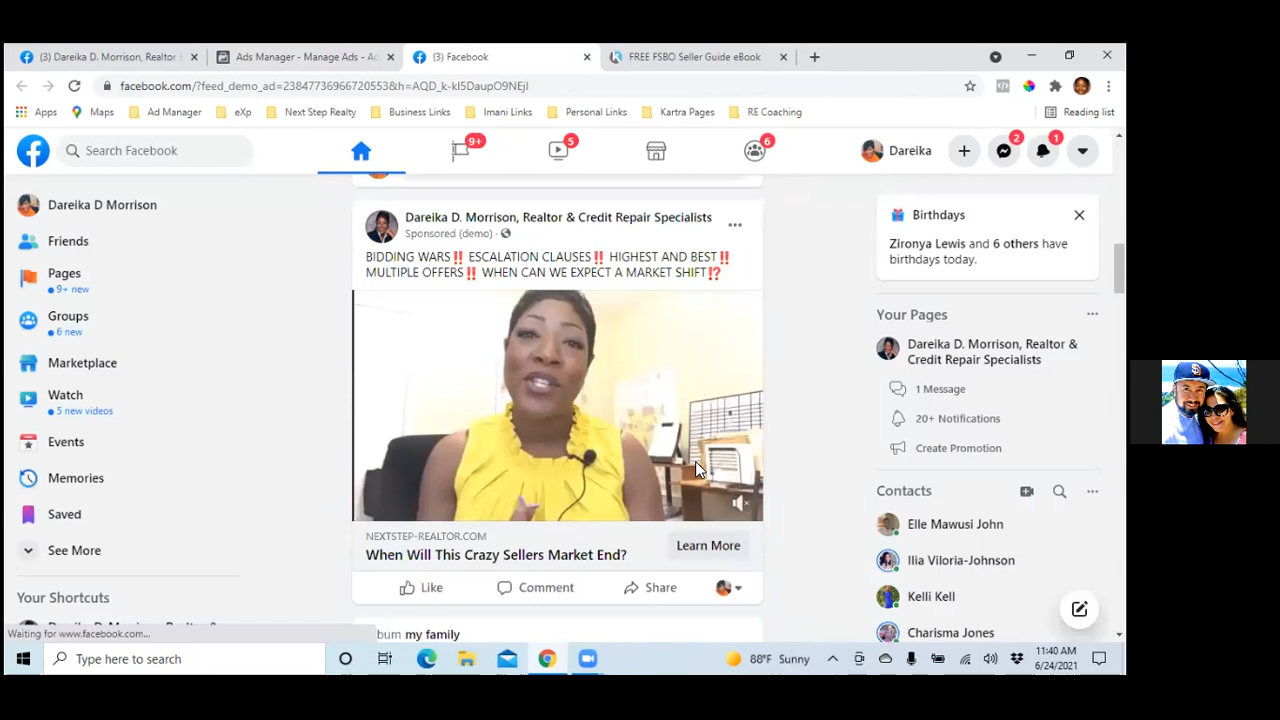 (3) Dareika D. Morrison, Realtor
Ads Manager - Manage Ads - Ad
(3) Facebook
FREE FSBO Seller Guide eBook
facebook.com/?feed_demo_ad=23847736966720553&h=AQD_k-kI5DaupO9NEjI
Apps
Maps
Ad Manager
eXp
Next Step Realty
Business Links
Imani Links
Personal Links
Kartra Pages
RE Coaching
Reading list
Search Facebook
9+
5
6
Dareika
2
1
Dareika D Morrison
Friends
Pages
9+ new
Groups
6 new
Marketplace
Watch
5 new videos
Events
Memories
Saved
See More
Your Shortcuts
Waiting for www.facebook.com...
Dareika D. Morrison, Realtor & Credit Repair Specialists
Sponsored (demo) ·
BIDDING WARS‼ ESCALATION CLAUSES‼ HIGHEST AND BEST‼
MULTIPLE OFFERS‼ WHEN CAN WE EXPECT A MARKET SHIFT⁉
NEXTSTEP-REALTOR.COM
When Will This Crazy Sellers Market End?
Learn More
Like
Comment
Share
bum my family
Birthdays
Zironya Lewis and 6 others have
birthdays today.
Your Pages
Dareika D. Morrison, Realtor &
Credit Repair Specialists
1 Message
20+ Notifications
Create Promotion
Contacts
Elle Mawusi John
Ilia Viloria-Johnson
Kelli Kell
Charisma Jones
Type here to search
88°F Sunny
11:40 AM
6/24/2021